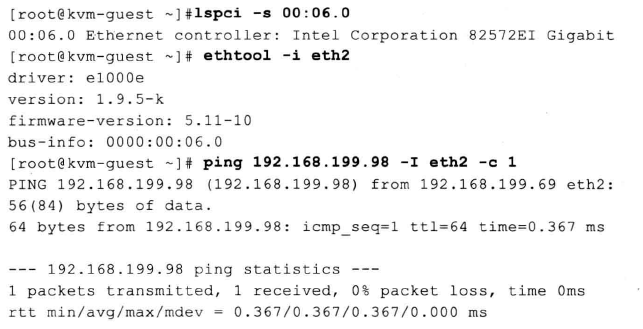 [root@kvm-guest ~]#lspci -s 00:06.0
00:06.0 Ethernet controller: Intel Corporation 82572EI Gigabit
[root@kvm-guest ~]# ethtool -i eth2
driver: e1000e
version: 1.9.5-k
firmware-version: 5.11-10
bus-info: 0000:00:06.0
[root@kvm-guest ~]# ping 192.168.199.98 -I eth2 -c 1
PING 192.168.199.98 (192.168.199.98) from 192.168.199.69 eth2:
56(84) bytes of data.
64 bytes from 192.168.199.98: icmp_seq=1 ttl=64 time=0.367 ms

--- 192.168.199.98 ping statistics ---
1 packets transmitted, 1 received, 0% packet loss, time 0ms
rtt min/avg/max/mdev = 0.367/0.367/0.367/0.000 ms